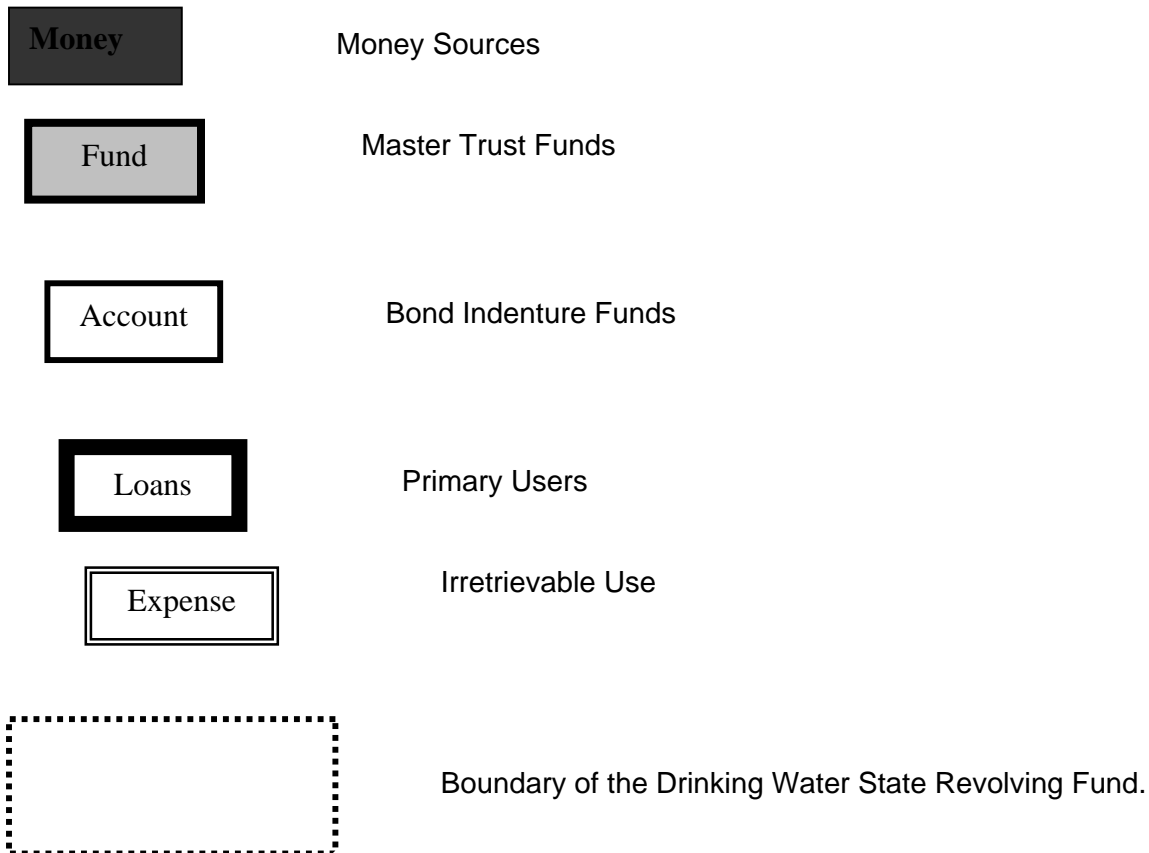 Money
Money Sources
Fund
Master Trust Funds
Account
Bond Indenture Funds
Loans
Primary Users
Expense
Irretrievable Use
Boundary of the Drinking Water State Revolving Fund.